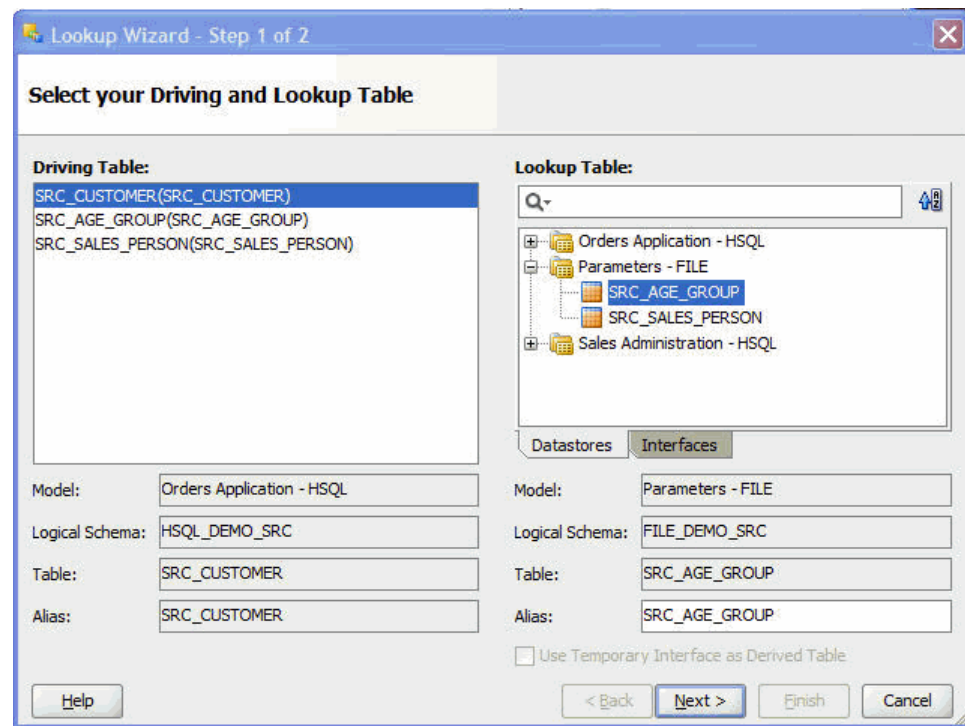 Lookup Wizard - Step 1 of 2
Select your Driving and Lookup Table
Driving Table:
SRC_CUSTOMER(SRC_CUSTOMER)
SRC_AGE_GROUP(SRC_AGE_GROUP)
SRC_SALES_PERSON(SRC_SALES_PERSON)
Model: Orders Application - HSQL
Logical Schema: HSQL_DEMO_SRC
Table: SRC_CUSTOMER
Alias: SRC_CUSTOMER
Lookup Table:
Orders Application - HSQL
Parameters - FILE
SRC_AGE_GROUP
SRC_SALES_PERSON
Sales Administration - HSQL
Datastores Interfaces
Model: Parameters - FILE
Logical Schema: FILE_DEMO_SRC
Table: SRC_AGE_GROUP
Alias: SRC_AGE_GROUP
Use Temporary Interface as Derived Table
Help < Back Next > Finish Cancel